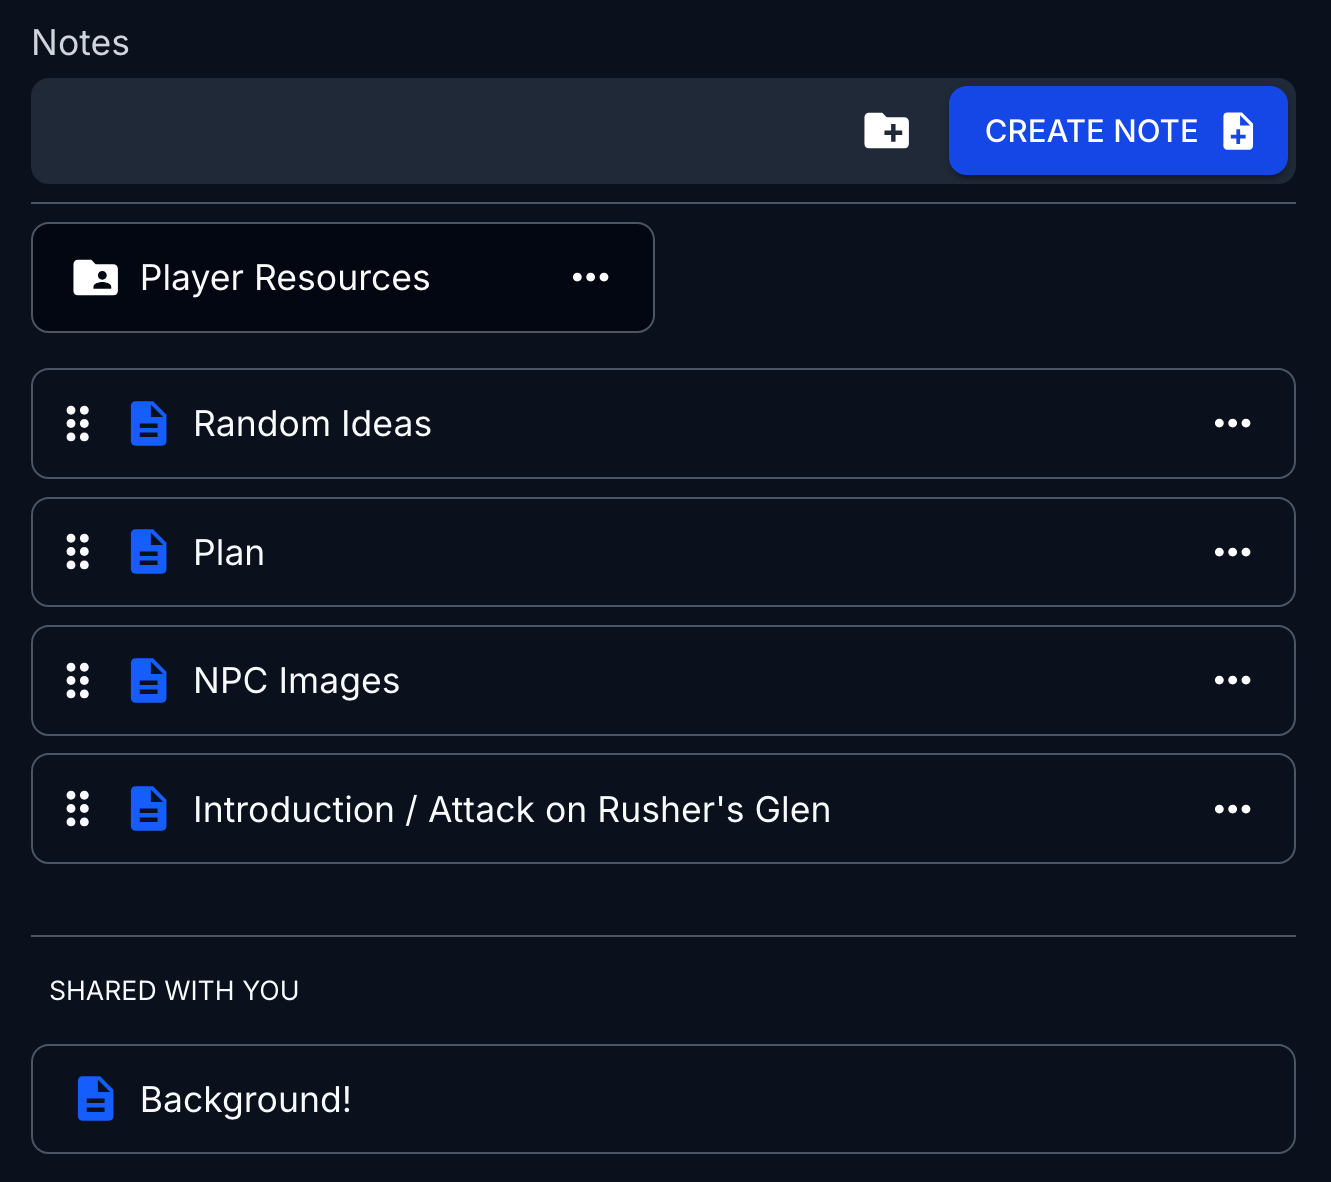 Notes
CREATE NOTE
Player Resources
Random Ideas
Plan
NPC Images
Introduction / Attack on Rusher's Glen
SHARED WITH YOU
Background!